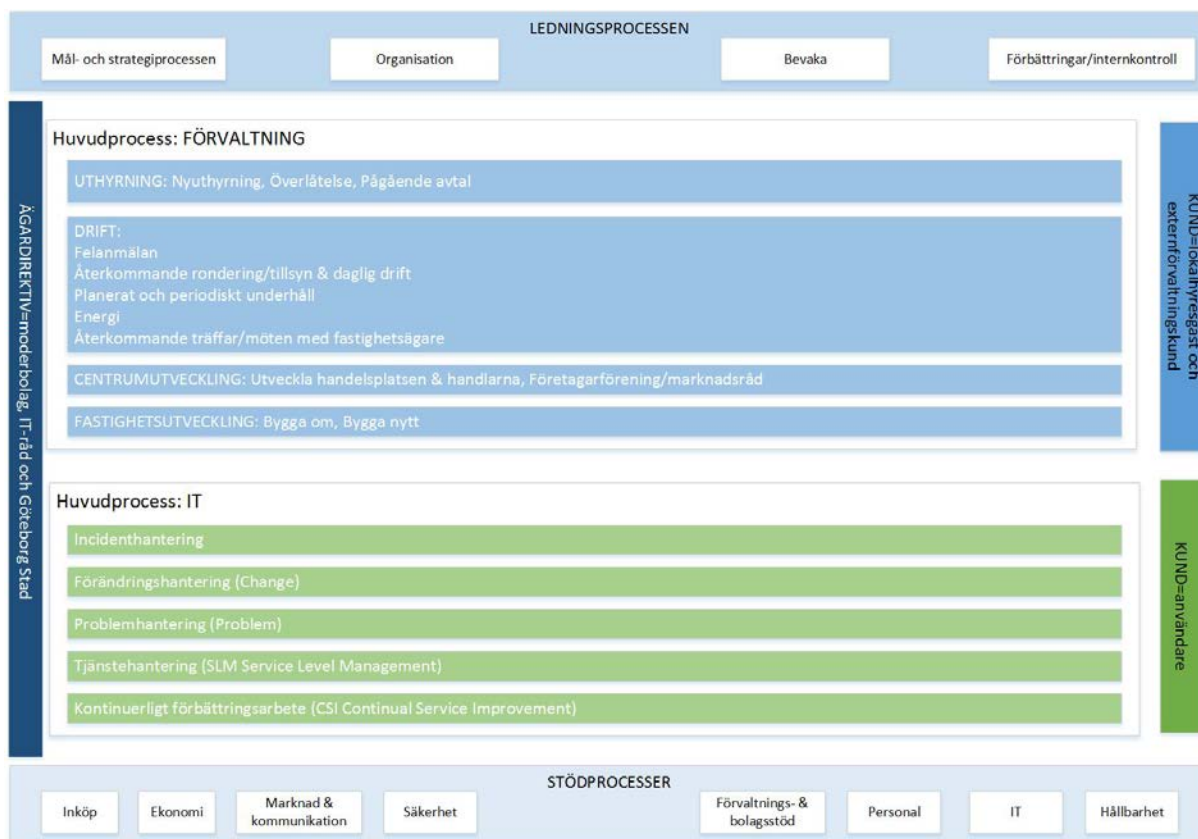 LEDNINGSPROCESSEN
Mål- och strategiprocessen
Organisation
Bevaka
Förbättringar/internkontroll
ÄGARDIREKTIV=moderbolag, IT-råd och Göteborg Stad
Huvudprocess: FÖRVALTNING
UTHYRNING: Nyuthyrning, Överlåtelse, Pågående avtal
DRIFT:
Felanmälan
Återkommande rondering/tillsyn & daglig drift
Planerat och periodiskt underhåll
Energi
Återkommande träffar/möten med fastighetsägare
CENTRUMUTVECKLING: Utveckla handelsplatsen & handlarna, Företagarförening/marknadsråd
FASTIGHETSUTVECKLING: Bygga om, Bygga nytt
KUND=lokalhyresgäst och
externförvaltningskund
Huvudprocess: IT
Incidenthantering
Förändringshantering (Change)
Problemhantering (Problem)
Tjänstehantering (SLM Service Level Management)
Kontinuerligt förbättringsarbete (CSI Continual Service Improvement)
KUND=användare
STÖDPROCESSER
Inköp
Ekonomi
Marknad &
kommunikation
Säkerhet
Förvaltnings- &
bolagsstöd
Personal
IT
Hållbarhet